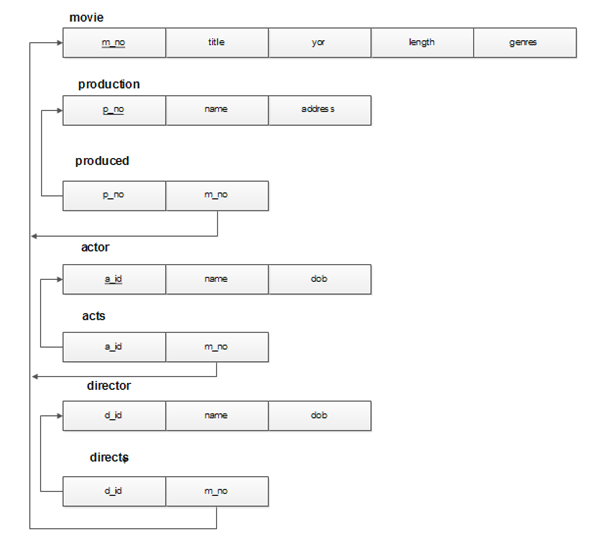 movie
m_no title yor length genres
production
p_no name address
produced
p_no m_no
actor
a_id name dob
acts
a_id m_no
director
d_id name dob
directs
d_id m_no